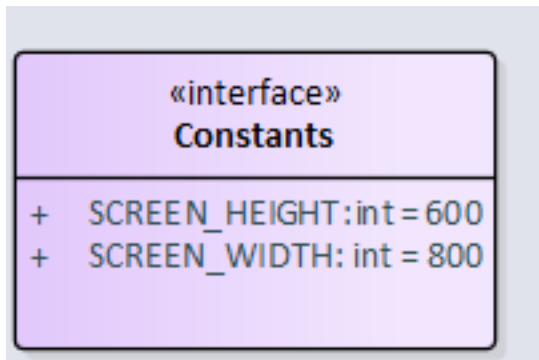 «interface»
Constants
+ SCREEN_HEIGHT: int = 600
+ SCREEN_WIDTH: int = 800